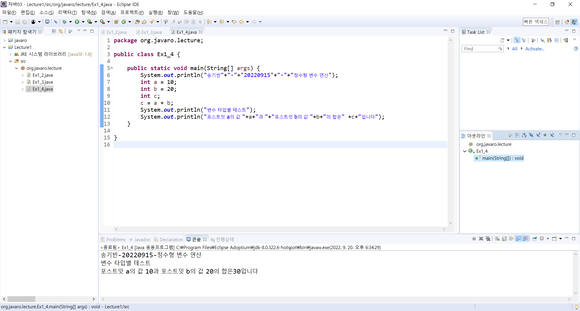 자바03 - Lecture1/src/org/javaro/lecture/Ex1_4.java - Eclipse IDE
파일(F) 편집(E) 소스(S) 리팩터링(T) 탐색(N) 검색(A) 프로젝트(P) 실행(R) 창(W) 도움말(H)
빠른 액세스
패키지 탐색기
javaro
Lecture1
JRE 시스템 라이브러리 [JavaSE-1.8]
src
org.javaro.lecture
Ex1_2.java
Ex1_3.java
Ex1_4.java
Ex1_2.java Ex1_3.java Ex1_4.java
1 package org.javaro.lecture;
2
3 public class Ex1_4 {
4
5 public static void main(String[] args) {
6 System.out.println("송기빈"+"-"+"20220915"+"-"+"정수형 변수 연산");
7 int a = 10;
8 int b = 20;
9 int c;
10 c = a + b;
11 System.out.println("변수 타입별 테스트");
12 System.out.println("포스트잇 a의 값 "+a+"과 "+"포스트잇 b의 값 "+b+"의 합은" +c+"입니다");
13 }
14
15 }
16
Task List
Find All Activate...
아웃라인
org.javaro.lecture
Ex1_4
main(String[]) : void
Problems Javadoc Declaration 콘솔 진행상태
<종료됨> Ex1_4 [Java 응용프로그램] C:\Program Files\Eclipse Adoptium\jdk-8.0.322.6-hotspot\bin\javaw.exe(2022. 9. 20. 오후 6:34:29)
송기빈-20220915-정수형 변수 연산
변수 타입별 테스트
포스트잇 a의 값 10과 포스트잇 b의 값 20의 합은30입니다
org.javaro.lecture.Ex1_4.main(String[] args) : void - Lecture1/src